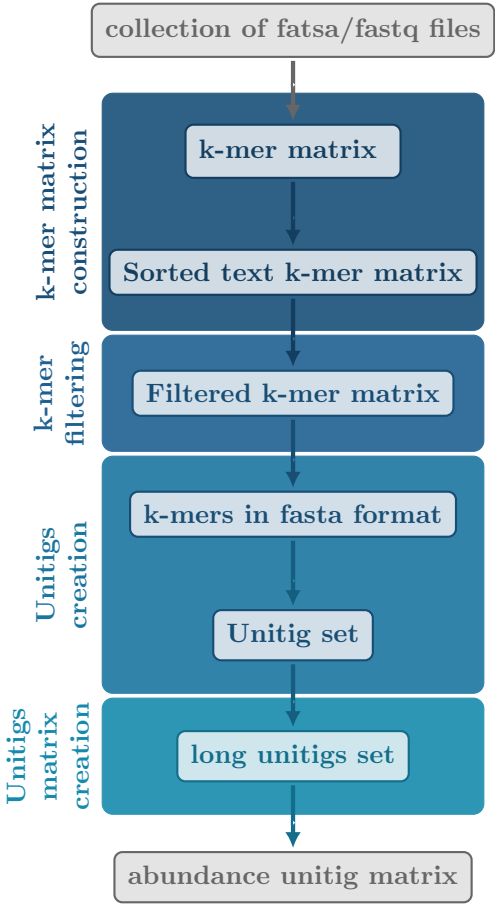 collection of fatsa/fastq files
k-mer matrix
construction
k-mer matrix
Sorted text k-mer matrix
k-mer
filtering
Filtered k-mer matrix
Unitigs
creation
k-mers in fasta format
Unitig set
Unitigs
matrix
creation
long unitigs set
abundance unitig matrix